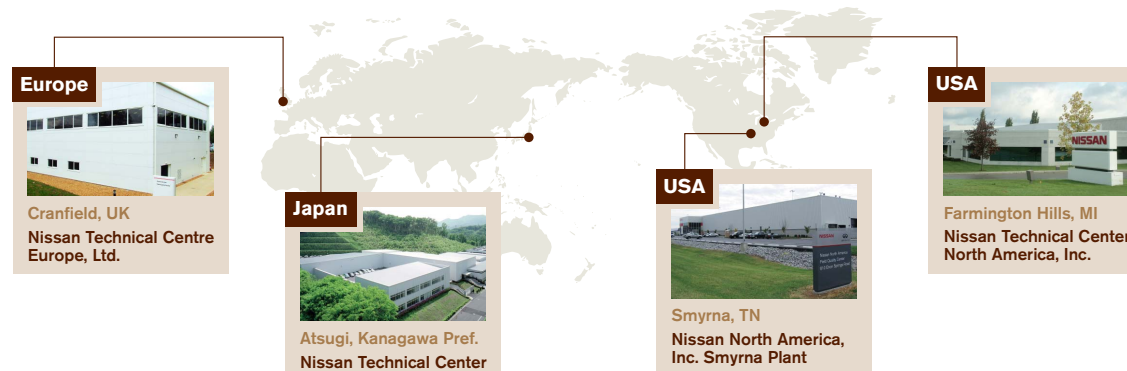 Europe
Cranfield, UK
Nissan Technical Centre
Europe, Ltd.
Japan
Atsugi, Kanagawa Pref.
Nissan Technical Center
USA
NISSAN
Smyrna, TN
Nissan North America,
Inc. Smyrna Plant
USA
NISSAN
Farmington Hills, MI
Nissan Technical Center
North America, Inc.